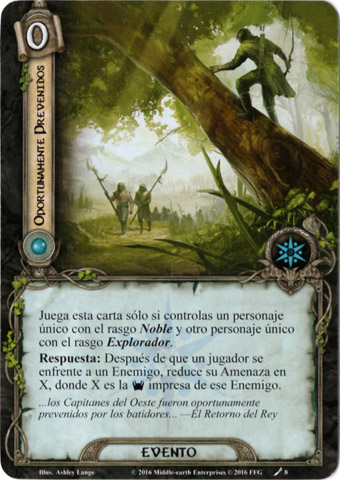 0
OPORTUNAMENTE PREVENIDOS
Juega esta carta sólo si controlas un personaje
único con el rasgo Noble y otro personaje único
con el rasgo Explorador.
Respuesta: Después de que un jugador se
enfrente a un Enemigo, reduce su Amenaza en
X, donde X es la impresa de ese Enemigo.
...los Capitanes del Oeste fueron oportunamente
prevenidos por los batidores... —El Retorno del Rey
EVENTO
Illus. Ashley Lange © 2016 Middle-earth Enterprises © 2016 FFG 8